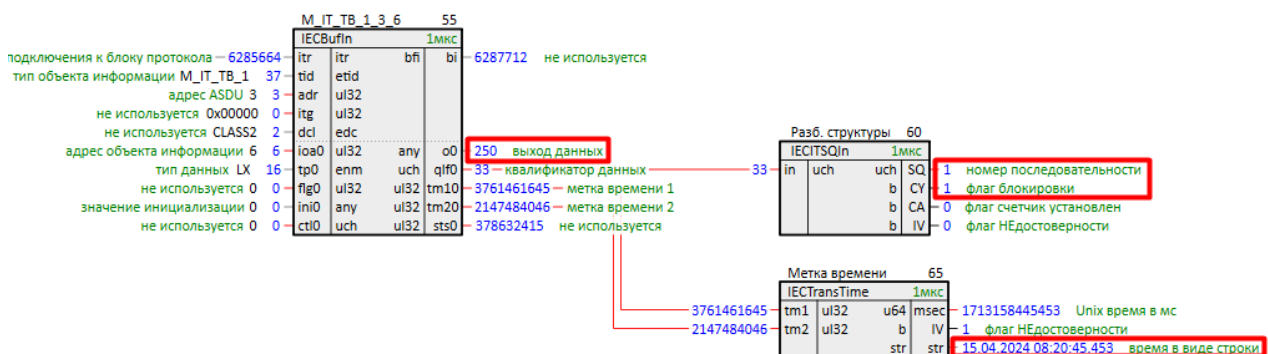 M_IT_TB_1_3_6 55
IECBufIn 1мкс
подключения к блоку протокола 6285664 itr itr bfi bi 6287712 не используется
тип объекта информации M_IT_TB_1 37 tid etid
адрес ASDU 3 3 adr ul32
не используется 0x00000 0 itg ul32
не используется CLASS2 2 dcl edc
адрес объекта информации 6 6 ioa0 ul32 any o0 250 выход данных
тип данных LX 16 tp0 enm uch qlf0 33 квалификатор данных
не используется 0 0 flg0 ul32 ul32 tm10 3761461645 метка времени 1
значение инициализации 0 0 ini0 any ul32 tm20 2147484046 метка времени 2
не используется 0 0 ctl0 uch ul32 sts0 378632415 не используется
Разб. структуры 60
IECITSQIn 1мкс
33 in uch uch SQ 1 номер последовательности
b CY 1 флаг блокировки
b CA 0 флаг счетчик установлен
b IV 0 флаг НЕдостоверности
Метка времени 65
IECTransTime 1мкс
3761461645 tm1 ul32 u64 msec 1713158445453 Unix время в мс
2147484046 tm2 ul32 b IV 1 флаг НЕдостоверности
str str 15.04.2024 08:20:45.453 время в виде строки